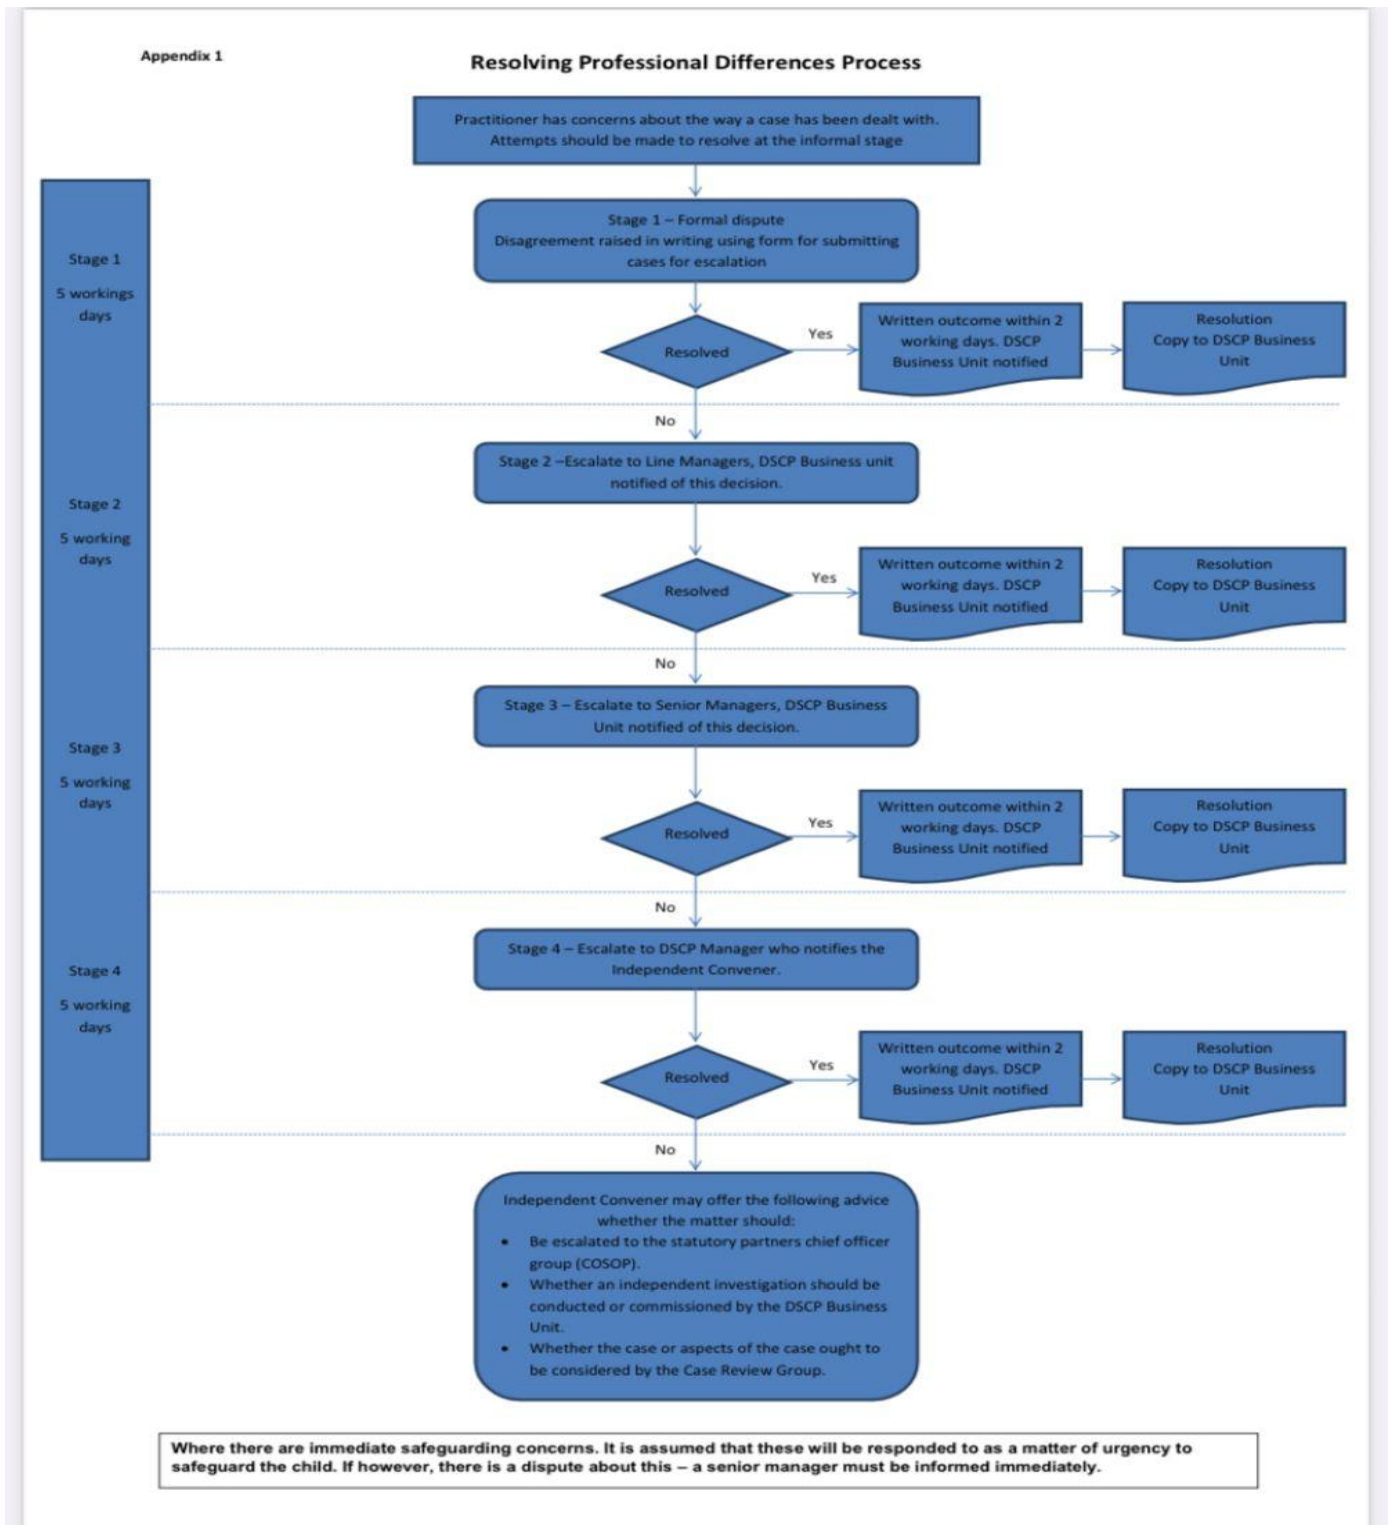 Appendix 1
Resolving Professional Differences Process
Practitioner has concerns about the way a case has been dealt with.
Attempts should be made to resolve at the informal stage
Stage 1
5 workings
days
Stage 1 – Formal dispute
Disagreement raised in writing using form for submitting
cases for escalation
Resolved
Yes
Written outcome within 2
working days. DSCP
Business Unit notified
Resolution
Copy to DSCP Business
Unit
No
Stage 2
5 working
days
Stage 2 –Escalate to Line Managers, DSCP Business unit
notified of this decision.
Resolved
Yes
Written outcome within 2
working days. DSCP
Business Unit notified
Resolution
Copy to DSCP Business
Unit
No
Stage 3
5 working
days
Stage 3 – Escalate to Senior Managers, DSCP Business
Unit notified of this decision.
Resolved
Yes
Written outcome within 2
working days. DSCP
Business Unit notified
Resolution
Copy to DSCP Business
Unit
No
Stage 4
5 working
days
Stage 4 – Escalate to DSCP Manager who notifies the
Independent Convener.
Resolved
Yes
Written outcome within 2
working days. DSCP
Business Unit notified
Resolution
Copy to DSCP Business
Unit
No
Independent Convener may offer the following advice
whether the matter should:
• Be escalated to the statutory partners chief officer
group (COSOP).
• Whether an independent investigation should be
conducted or commissioned by the DSCP Business
Unit.
• Whether the case or aspects of the case ought to
be considered by the Case Review Group.
Where there are immediate safeguarding concerns. It is assumed that these will be responded to as a matter of urgency to
safeguard the child. If however, there is a dispute about this – a senior manager must be informed immediately.